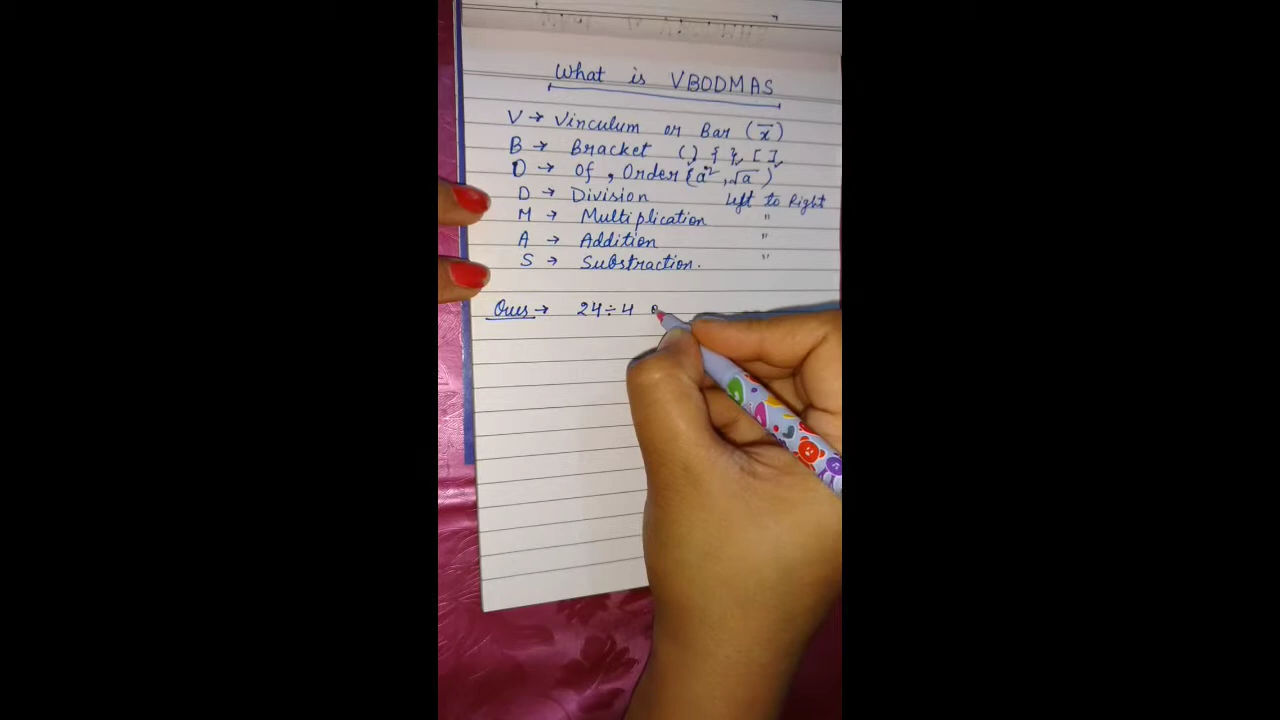 What is VBODMAS
V → Vinculum or Bar (x̅)
B → Bracket (), { }, [ ],
O → Of, Order (a², √a)
D → Division Left to Right
M → Multiplication "
A → Addition "
S → Substraction. "
Ques → 24÷4